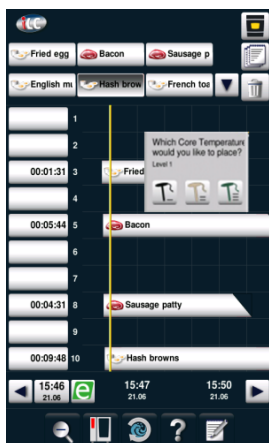 iLC
Fried egg Bacon Sausage p
English mu Hash brow French toa
1
2
Which Core Temperature
would you like to place?
Level 1
00:01:31 3 Fried
4
00:05:44 5 Bacon
6
7
00:04:31 8 Sausage patty
9
00:09:48 10 Hash browns
15:46 e 15:47 15:50
21.06 21.06 21.06
?